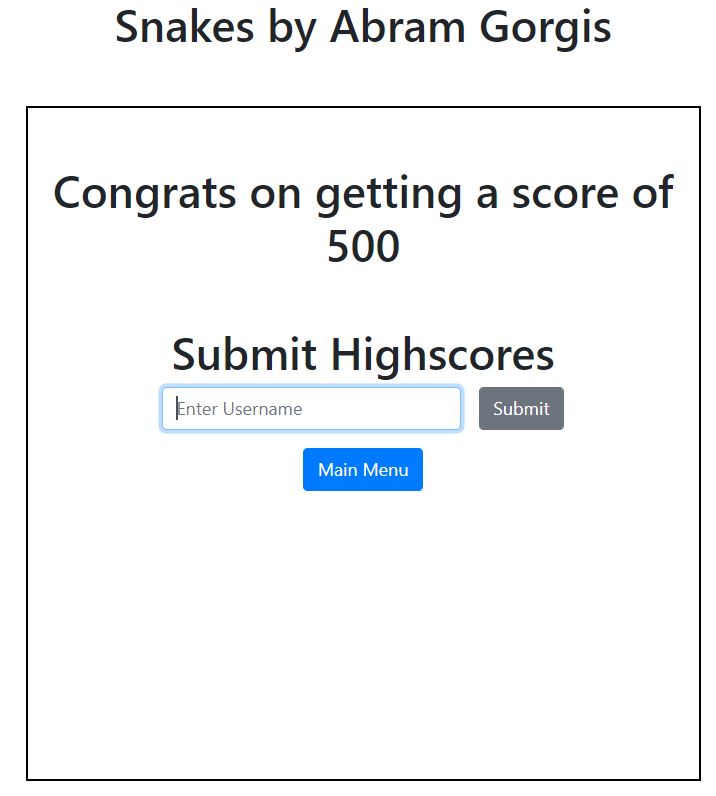 Snakes by Abram Gorgis
Congrats on getting a score of
500
Submit Highscores
Enter Username Submit
Main Menu